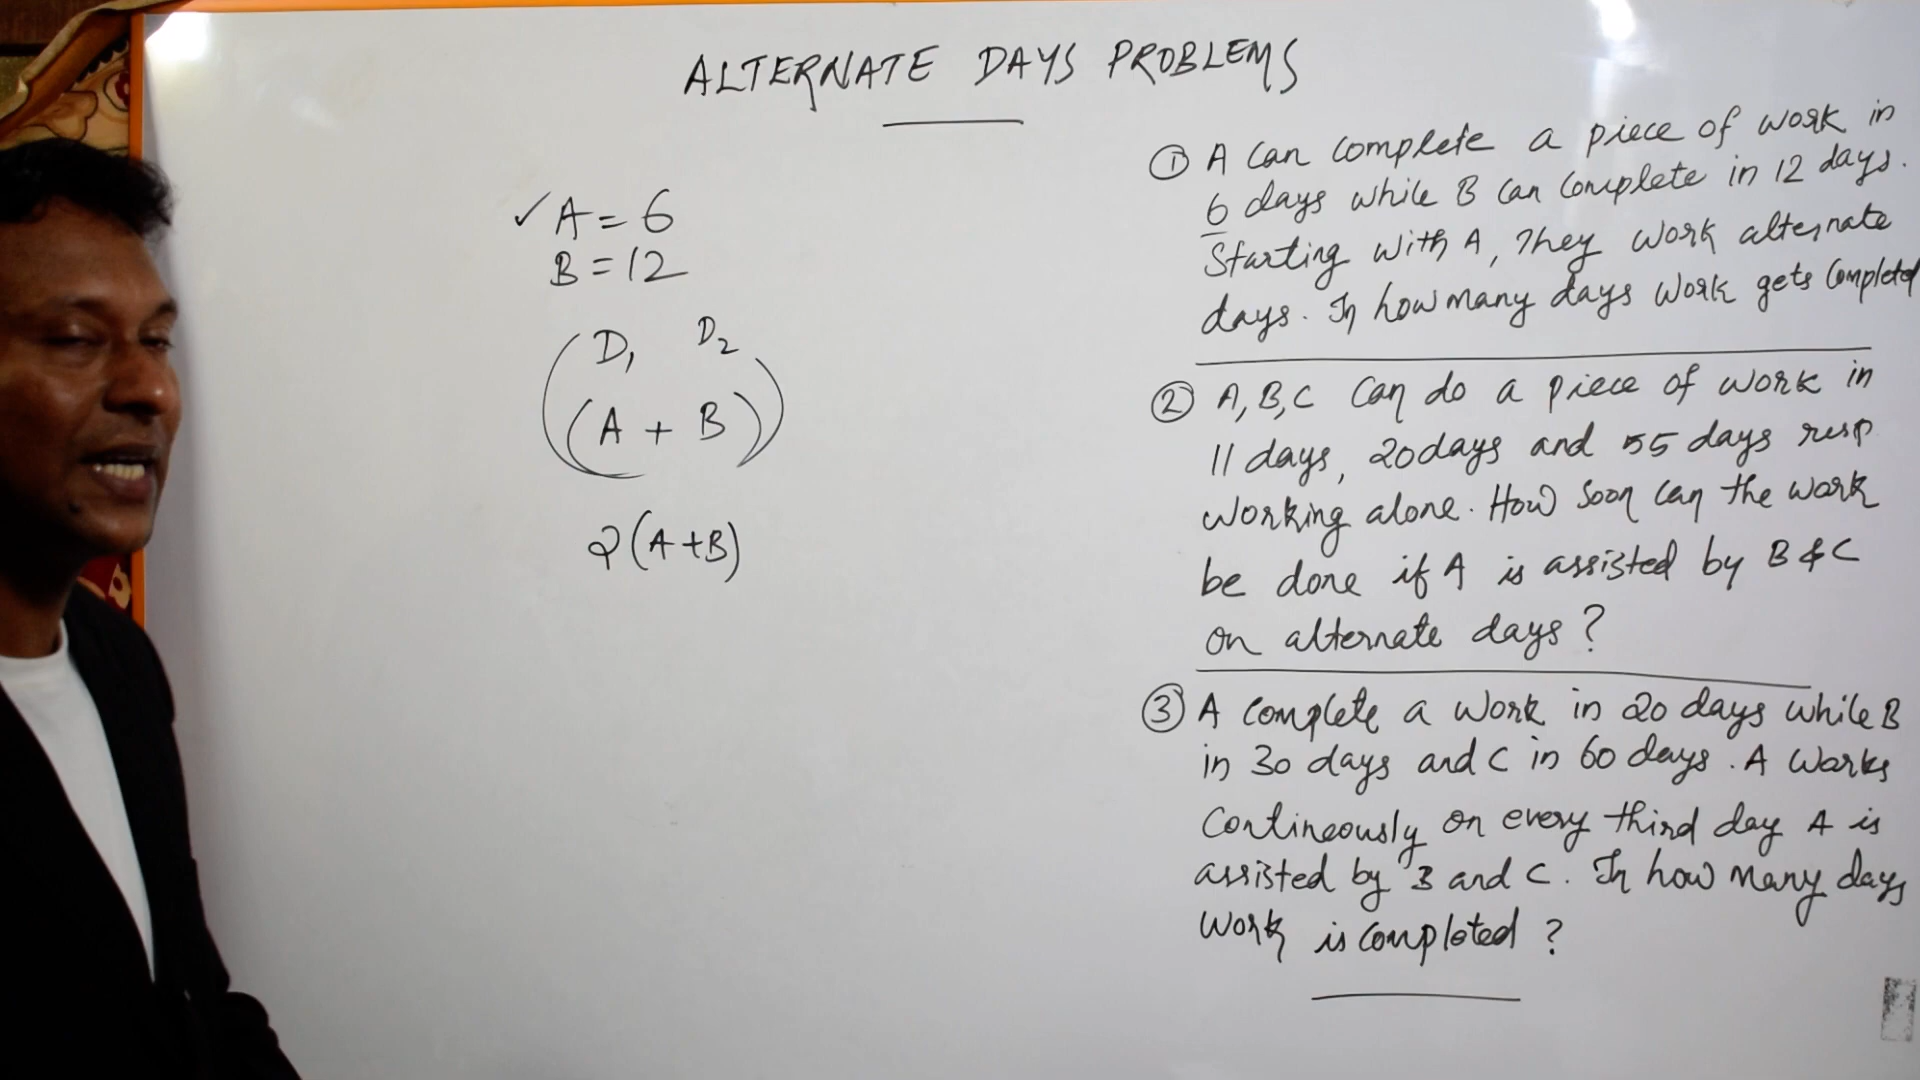 ALTERNATE DAYS PROBLEMS
✓ A = 6
B = 12
D1 D2
(A + B)
2(A+B)
① A Can complete a piece of work in
6 days while B can complete in 12 days.
Starting with A, They work alternate
days. In how many days work gets Completed
② A, B, C Can do a piece of work in
11 days, 20 days and 55 days resp
working alone. How soon can the work
be done if A is assisted by B & C
on alternate days?
③ A complete a work in 20 days while B
in 30 days and C in 60 days. A works
Contineously on every third day A is
assisted by B and C. In how many days
work is completed?